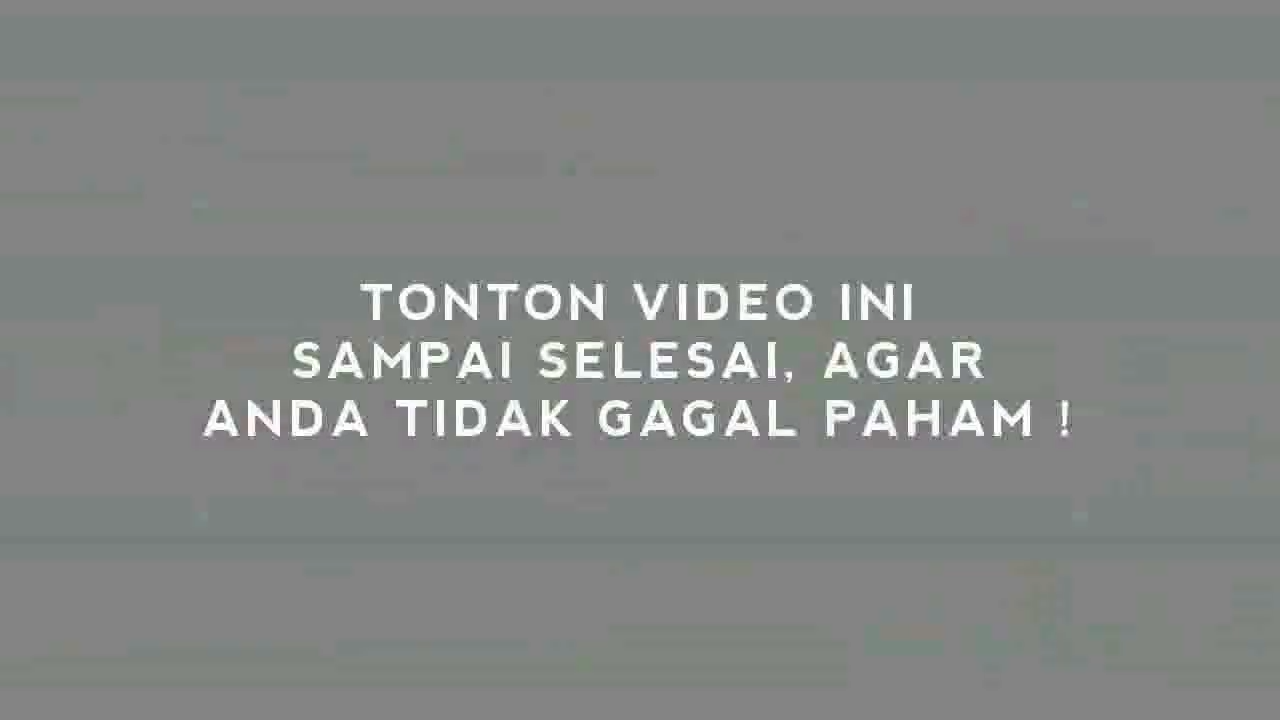 TONTON VIDEO INI
SAMPAI SELESAI, AGAR
ANDA TIDAK GAGAL PAHAM !